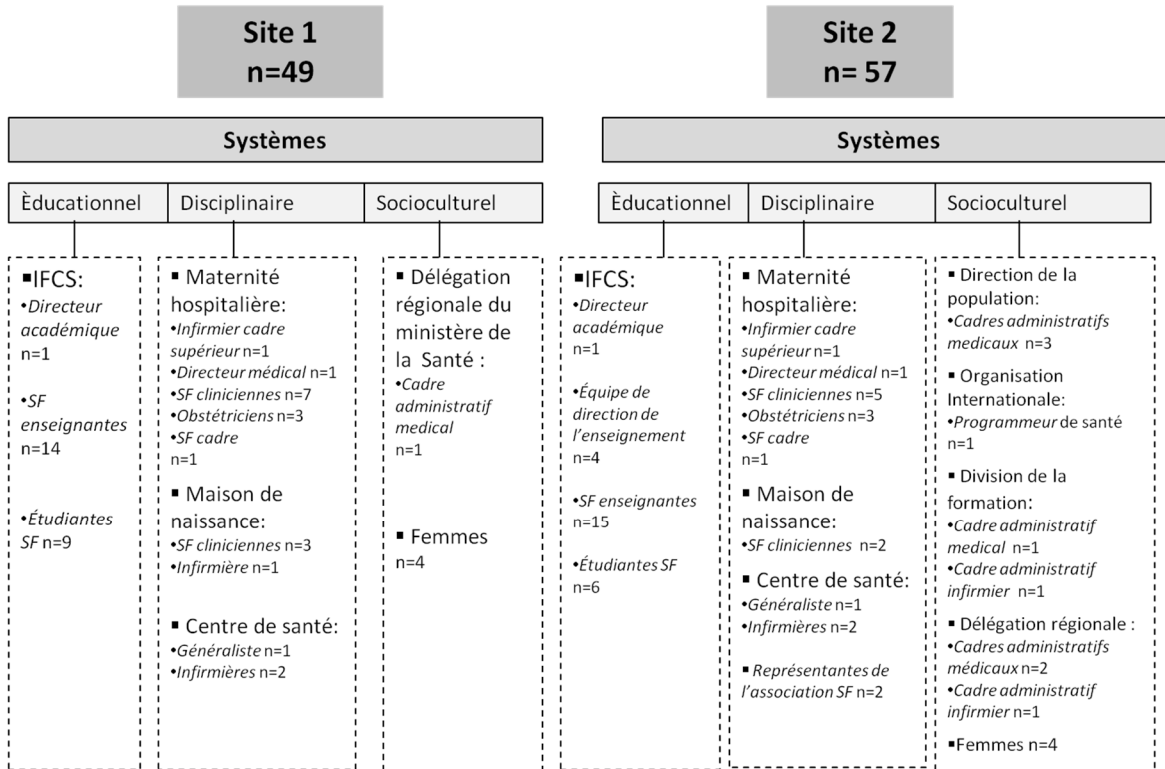 Site 1
n=49
Systèmes
Èducationnel
Disciplinaire
Socioculturel
▪IFCS:
•Directeur
académique
n=1
•SF
enseignantes
n=14
•Étudiantes
SF n=9
▪ Maternité
hospitalière:
•Infirmier cadre
supérieur n=1
•Directeur médical n=1
•SF cliniciennes n=7
•Obstétriciens n=3
•SF cadre
n=1
▪ Maison de
naissance:
•SF cliniciennes n=3
•Infirmière n=1
▪ Centre de santé:
•Généraliste n=1
•Infirmières n=2
▪ Délégation
régionale du
ministère de
la Santé :
•Cadre
administratif
medical
n=1
▪ Femmes
n=4
Site 2
n= 57
Systèmes
Èducationnel
Disciplinaire
Socioculturel
▪IFCS:
•Directeur
académique
n=1
•Équipe de
direction de
l'enseignement
n=4
•SF enseignantes
n=15
•Étudiantes SF
n=6
▪ Maternité
hospitalière:
•Infirmier cadre
supérieur n=1
•Directeur médical n=1
•SF cliniciennes n=5
•Obstétriciens n=3
•SF cadre
n=1
▪ Maison de
naissance:
•SF cliniciennes n=2
▪ Centre de santé:
•Généraliste n=1
•Infirmières n=2
▪ Représentantes de
l'association SF n=2
▪ Direction de la
population:
•Cadres administratifs
medicaux n=3
▪ Organisation
Internationale:
•Programmeur de santé
n=1
▪ Division de la
formation:
•Cadre administratif
medical n=1
•Cadre administratif
infirmier n=1
▪ Délégation régionale :
•Cadres administratifs
médicaux n=2
•Cadre administratif
infirmier n=1
▪Femmes n=4